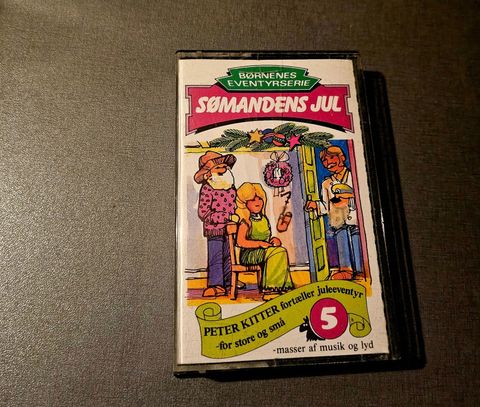 BØRNENES
EVENTYRSERIE
SØMANDENS JUL
PETER KITTER fortæller juleeventyr
-for store og små
5
-masser af musik og lyd